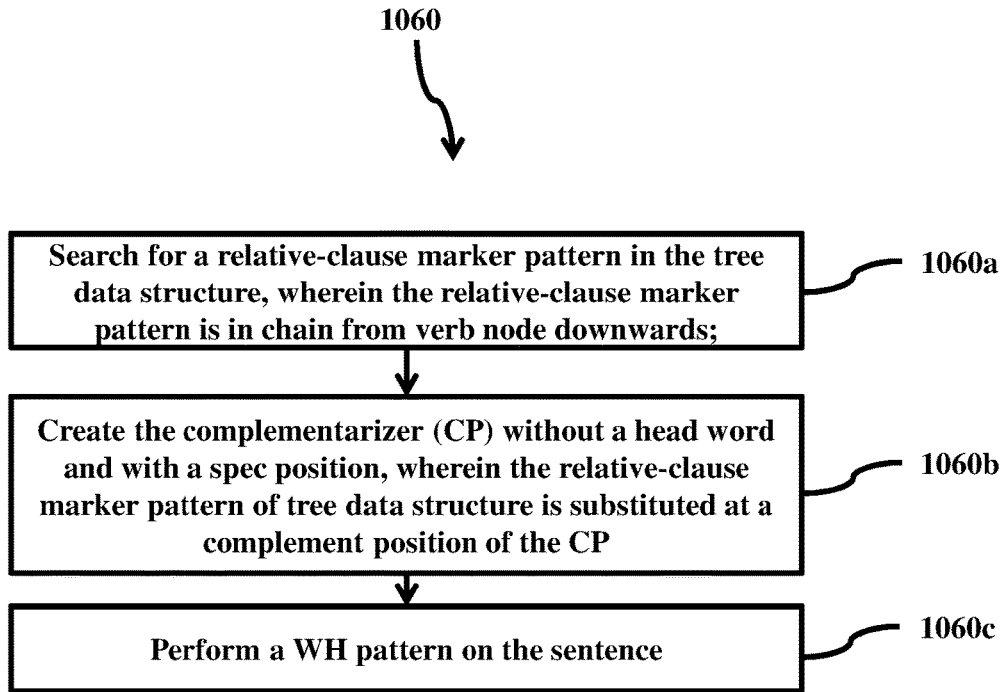 1060
Search for a relative-clause marker pattern in the tree
data structure, wherein the relative-clause marker
pattern is in chain from verb node downwards;
1060a
Create the complementarizer (CP) without a head word
and with a spec position, wherein the relative-clause
marker pattern of tree data structure is substituted at a
complement position of the CP
1060b
Perform a WH pattern on the sentence
1060c